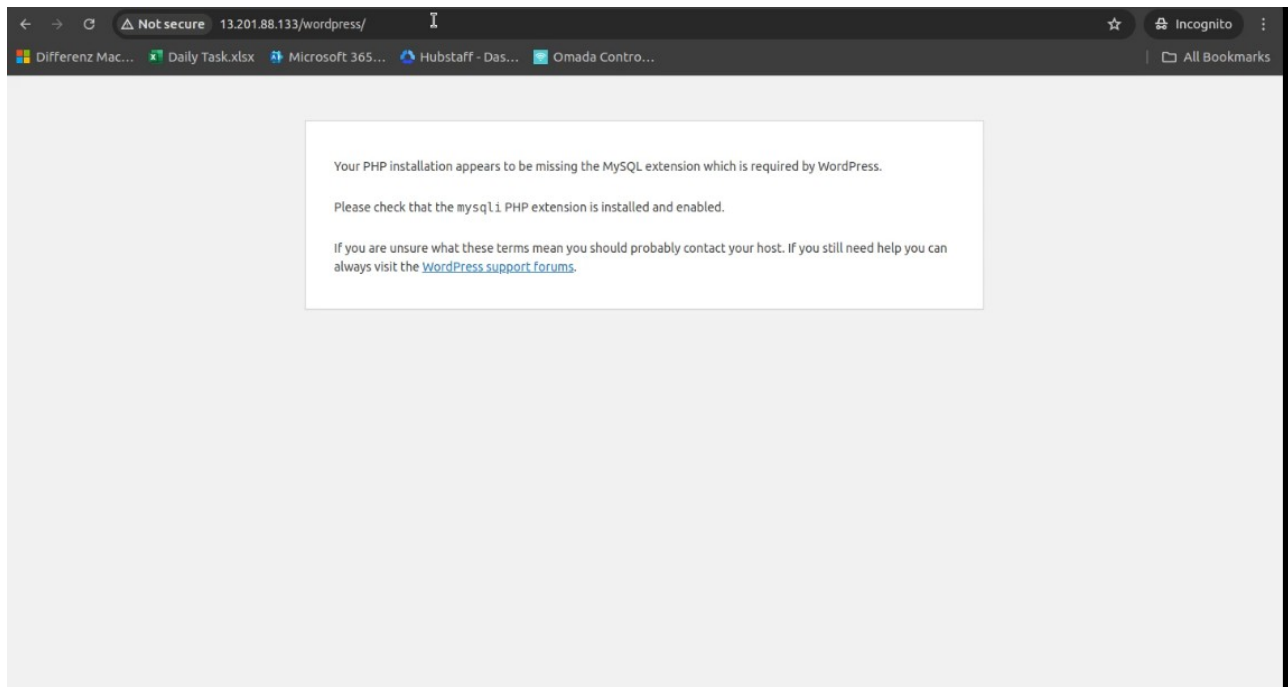 Not secure 13.201.88.133/wordpress/ Incognito
Differenz Mac... Daily Task.xlsx Microsoft 365... Hubstaff - Das... Omada Contro... All Bookmarks
Your PHP installation appears to be missing the MySQL extension which is required by WordPress.
Please check that the mysqli PHP extension is installed and enabled.
If you are unsure what these terms mean you should probably contact your host. If you still need help you can
always visit the WordPress support forums.